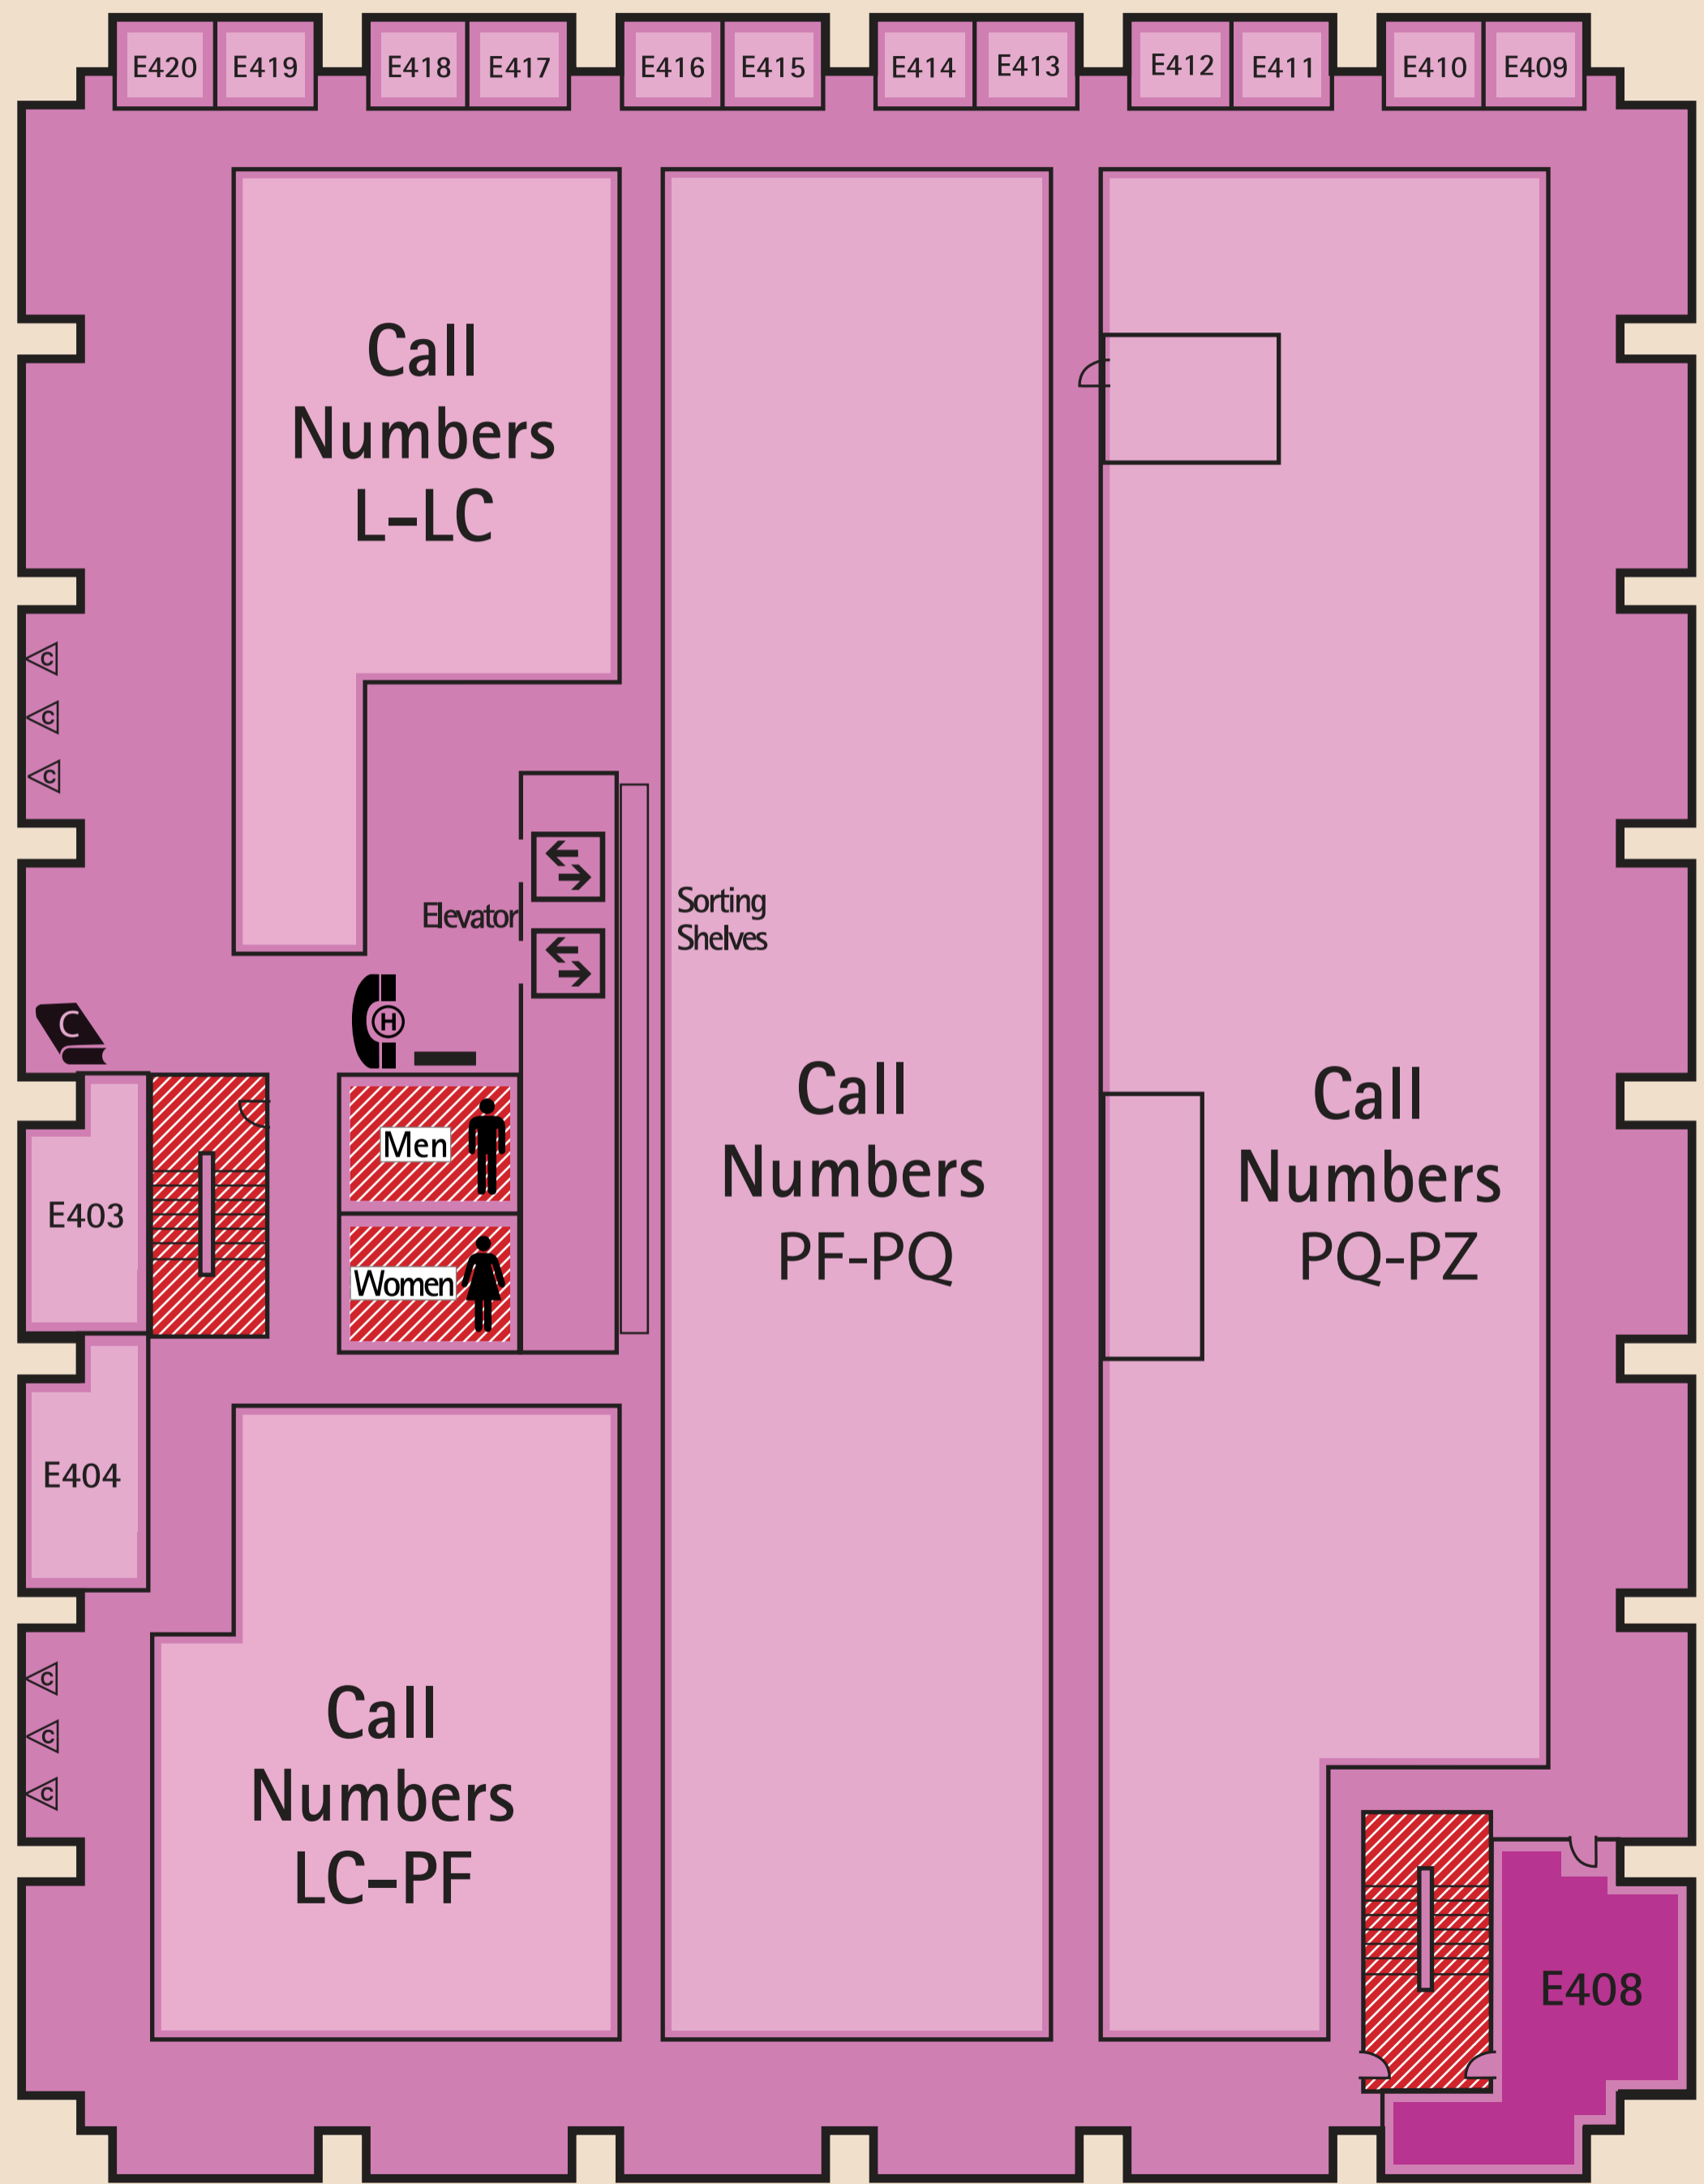 E420 E419 E418 E417 E416 E415 E414 E413 E412 E411 E410 E409
Call
Numbers
L-LC
C
C
C
Elevator
Sorting
Shelves
C
H
Men
Women
E403
E404
Call
Numbers
PF-PQ
Call
Numbers
PQ-PZ
C
C
C
Call
Numbers
LC-PF
E408